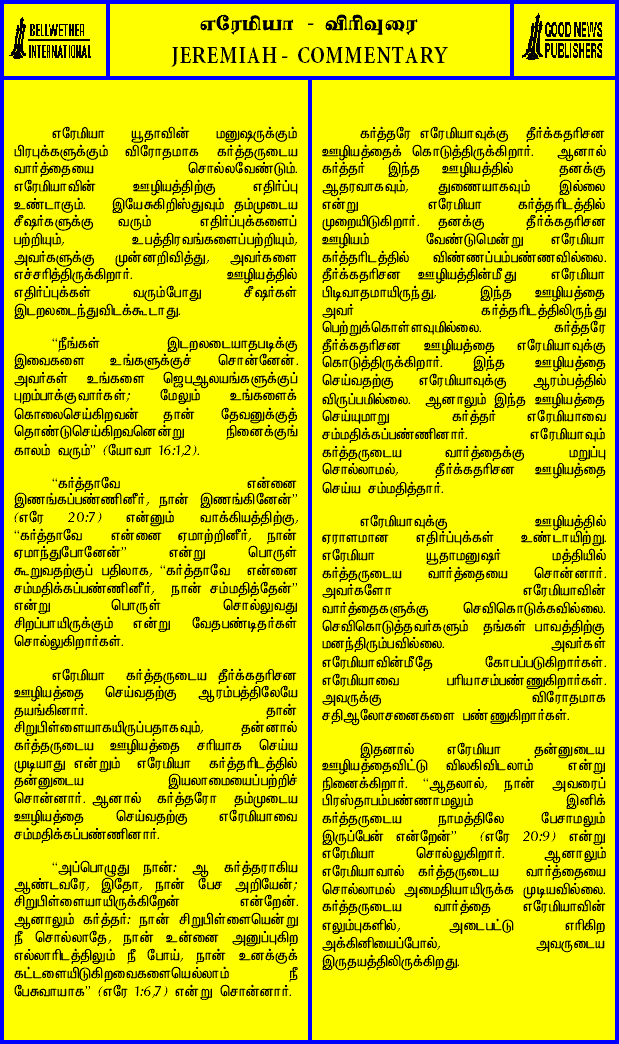 BELLWETHER
INTERNATIONAL
எரேமியா - விரிவுரை
JEREMIAH - COMMENTARY
GOOD NEWS
PUBLISHERS
எரேமியா யூதாவின் மனுஷருக்கும்
பிரபுக்களுக்கும் விரோதமாக கர்த்தருடைய
வார்த்தையை சொல்லவேண்டும்.
எரேமியாவின் ஊழியத்திற்கு எதிர்ப்பு
உண்டாகும். இயேசுகிறிஸ்துவும் தம்முடைய
சீஷர்களுக்கு வரும் எதிர்ப்புக்களைப்
பற்றியும், உபத்திரவங்களைப்பற்றியும்,
அவர்களுக்கு முன்னறிவித்து, அவர்களை
எச்சரித்திருக்கிறார். ஊழியத்தில்
எதிர்ப்புக்கள் வரும்போது சீஷர்கள்
இடறலடைந்துவிடக்கூடாது.
“நீங்கள் இடறலடையாதபடிக்கு
இவைகளை உங்களுக்குச் சொன்னேன்.
அவர்கள் உங்களை ஜெபஆலயங்களுக்குப்
புறம்பாக்குவார்கள்; மேலும் உங்களைக்
கொலைசெய்கிறவன் தான் தேவனுக்குத்
தொண்டுசெய்கிறவனென்று நினைக்குங்
காலம் வரும்” (யோவா 16:1,2).
“கர்த்தாவே என்னை
இணங்கப்பண்ணினீர், நான் இணங்கினேன்”
(எரே 20:7) என்னும் வாக்கியத்திற்கு,
“கர்த்தாவே என்னை ஏமாற்றினீர், நான்
ஏமாந்துபோனேன்” என்று பொருள்
கூறுவதற்குப் பதிலாக, “கர்த்தாவே என்னை
சம்மதிக்கப்பண்ணினீர், நான் சம்மதித்தேன்”
என்று பொருள் சொல்லுவது
சிறப்பாயிருக்கும் என்று வேதபண்டிதர்கள்
சொல்லுகிறார்கள்.
எரேமியா கர்த்தருடைய தீர்க்கதரிசன
ஊழியத்தை செய்வதற்கு ஆரம்பத்திலேயே
தயங்கினார். தான்
சிறுபிள்ளையாகயிருப்பதாகவும், தன்னால்
கர்த்தருடைய ஊழியத்தை சரியாக செய்ய
முடியாது என்றும் எரேமியா கர்த்தரிடத்தில்
தன்னுடைய இயலாமையைப்பற்றிச்
சொன்னார். ஆனால் கர்த்தரோ தம்முடைய
ஊழியத்தை செய்வதற்கு எரேமியாவை
சம்மதிக்கப்பண்ணினார்.
“அப்பொழுது நான்: ஆ கர்த்தராகிய
ஆண்டவரே, இதோ, நான் பேச அறியேன்;
சிறுபிள்ளையாயிருக்கிறேன் என்றேன்.
ஆனாலும் கர்த்தர்: நான் சிறுபிள்ளையென்று
நீ சொல்லாதே, நான் உன்னை அனுப்புகிற
எல்லாரிடத்திலும் நீ போய், நான் உனக்குக்
கட்டளையிடுகிறவைகளையெல்லாம் நீ
பேசுவாயாக” (எரே 1:6,7) என்று சொன்னார்.
கர்த்தரே எரேமியாவுக்கு தீர்க்கதரிசன
ஊழியத்தைக் கொடுத்திருக்கிறார். ஆனால்
கர்த்தர் இந்த ஊழியத்தில் தனக்கு
ஆதரவாகவும், துணையாகவும் இல்லை
என்று எரேமியா கர்த்தரிடத்தில்
முறையிடுகிறார். தனக்கு தீர்க்கதரிசன
ஊழியம் வேண்டுமென்று எரேமியா
கர்த்தரிடத்தில் விண்ணப்பம்பண்ணவில்லை.
தீர்க்கதரிசன ஊழியத்தின்மீது எரேமியா
பிடிவாதமாயிருந்து, இந்த ஊழியத்தை
அவர் கர்த்தரிடத்திலிருந்து
பெற்றுக்கொள்ளவுமில்லை. கர்த்தரே
தீர்க்கதரிசன ஊழியத்தை எரேமியாவுக்கு
கொடுத்திருக்கிறார். இந்த ஊழியத்தை
செய்வதற்கு எரேமியாவுக்கு ஆரம்பத்தில்
விருப்பமில்லை. ஆனாலும் இந்த ஊழியத்தை
செய்யுமாறு கர்த்தர் எரேமியாவை
சம்மதிக்கப்பண்ணினார். எரேமியாவும்
கர்த்தருடைய வார்த்தைக்கு மறுப்பு
சொல்லாமல், தீர்க்கதரிசன ஊழியத்தை
செய்ய சம்மதித்தார்.
எரேமியாவுக்கு ஊழியத்தில்
ஏராளமான எதிர்ப்புக்கள் உண்டாயிற்று.
எரேமியா யூதாமனுஷர் மத்தியில்
கர்த்தருடைய வார்த்தையை சொன்னார்.
அவர்களோ எரேமியாவின்
வார்த்தைகளுக்கு செவிகொடுக்கவில்லை.
செவிகொடுத்தவர்களும் தங்கள் பாவத்திற்கு
மனந்திரும்பவில்லை. அவர்கள்
எரேமியாவின்மீதே கோபப்படுகிறார்கள்.
எரேமியாவை பரியாசம்பண்ணுகிறார்கள்.
அவருக்கு விரோதமாக
சதிஆலோசனைகளை பண்ணுகிறார்கள்.
இதனால் எரேமியா தன்னுடைய
ஊழியத்தைவிட்டு விலகிவிடலாம் என்று
நினைக்கிறார். “ஆதலால், நான் அவரைப்
பிரஸ்தாபம்பண்ணாமலும் இனிக்
கர்த்தருடைய நாமத்திலே பேசாமலும்
இருப்பேன் என்றேன்” (எரே 20:9) என்று
எரேமியா சொல்லுகிறார். ஆனாலும்
எரேமியாவால் கர்த்தருடைய வார்த்தையை
சொல்லாமல் அமைதியாயிருக்க முடியவில்லை.
கர்த்தருடைய வார்த்தை எரேமியாவின்
எலும்புகளில், அடைபட்டு எரிகிற
அக்கினியைப்போல், அவருடைய
இருதயத்திலிருக்கிறது.